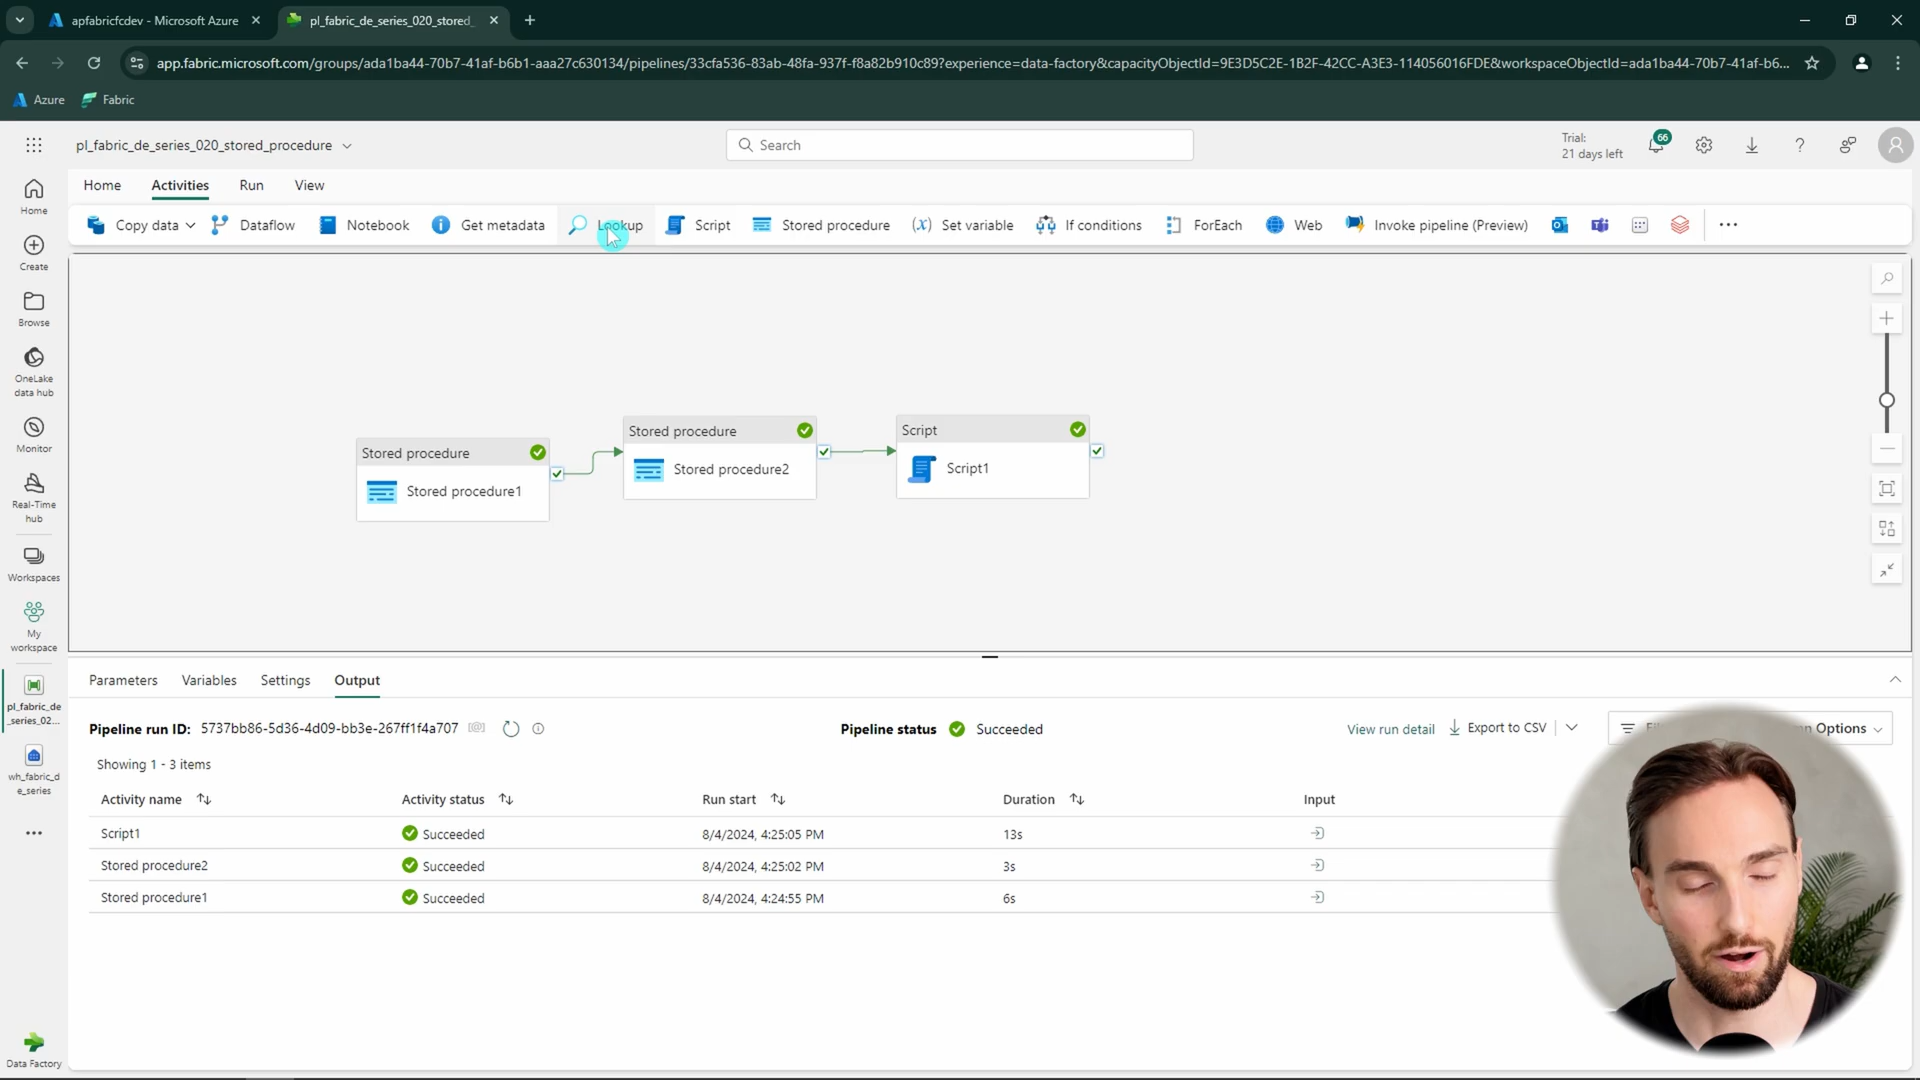 apfabricfcdev - Microsoft Azure
pl_fabric_de_series_020_stored_
app.fabric.microsoft.com/groups/ada1ba44-70b7-41af-b6b1-aaa27c630134/pipelines/33cfa536-83ab-48fa-937f-f8a82b910c89?experience=data-factory&capacityObjectId=9E3D5C2E-1B2F-42CC-A3E3-114056016FDE&workspaceObjectId=ada1ba44-70b7-41af-b6...
Azure
Fabric
pl_fabric_de_series_020_stored_procedure
Search
Trial:
21 days left
66
Home
Activities
Run
View
Copy data
Dataflow
Notebook
Get metadata
Lookup
Script
Stored procedure
Set variable
If conditions
ForEach
Web
Invoke pipeline (Preview)
Home
Create
Browse
OneLake
data hub
Monitor
Real-Time
hub
Workspaces
My
workspace
pl_fabric_de
_series_02...
wh_fabric_d
e_series
Data Factory
Stored procedure
Stored procedure1
Stored procedure
Stored procedure2
Script
Script1
Parameters
Variables
Settings
Output
Pipeline run ID: 5737bb86-5d36-4d09-bb3e-267ff1f4a707
Pipeline status
Succeeded
View run detail
Export to CSV
Options
Showing 1 - 3 items
Activity name
Activity status
Run start
Duration
Input
Script1
Succeeded
8/4/2024, 4:25:05 PM
13s
Stored procedure2
Succeeded
8/4/2024, 4:25:02 PM
3s
Stored procedure1
Succeeded
8/4/2024, 4:24:55 PM
6s